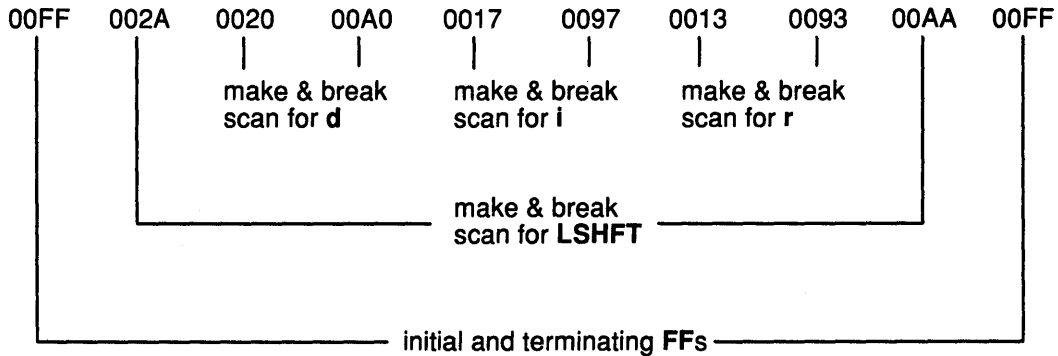 00FF 002A 0020 00A0 0017 0097 0013 0093 00AA 00FF
make & break
scan for d
make & break
scan for i
make & break
scan for r
make & break
scan for LSHFT
initial and terminating FFs